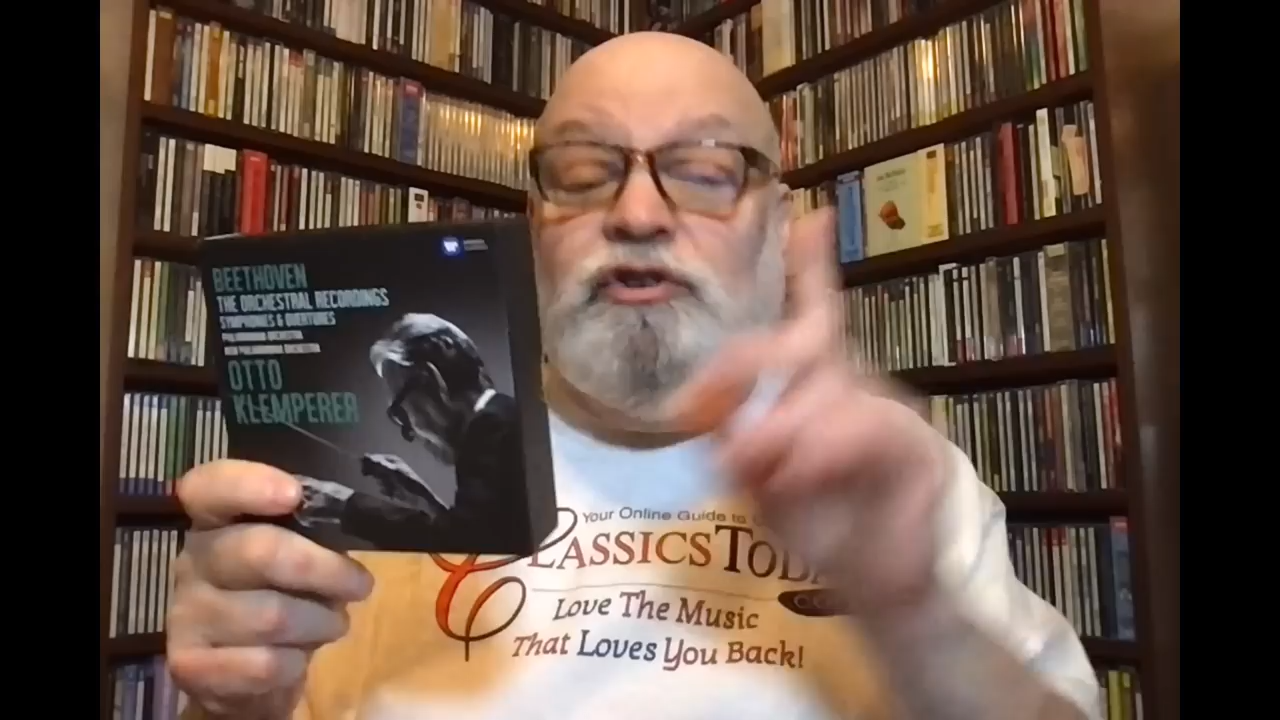 BEETHOVEN
THE ORCHESTRAL RECORDINGS
SYMPHONIES & OVERTURES
PHILHARMONIA ORCHESTRA
NEW PHILHARMONIA ORCHESTRA
OTTO
KLEMPERER
Your Online Guide to
CLASSICSTODA
Love The Music
That Loves You Back!